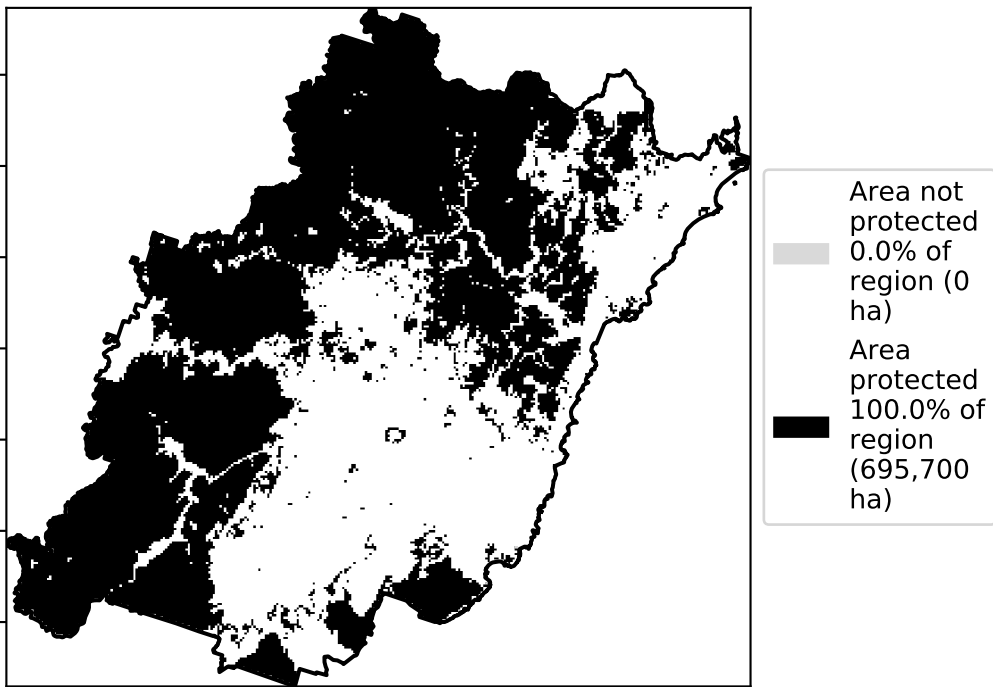 Area not
protected
0.0% of
region (0
ha)
Area
protected
100.0% of
region
(695,700
ha)